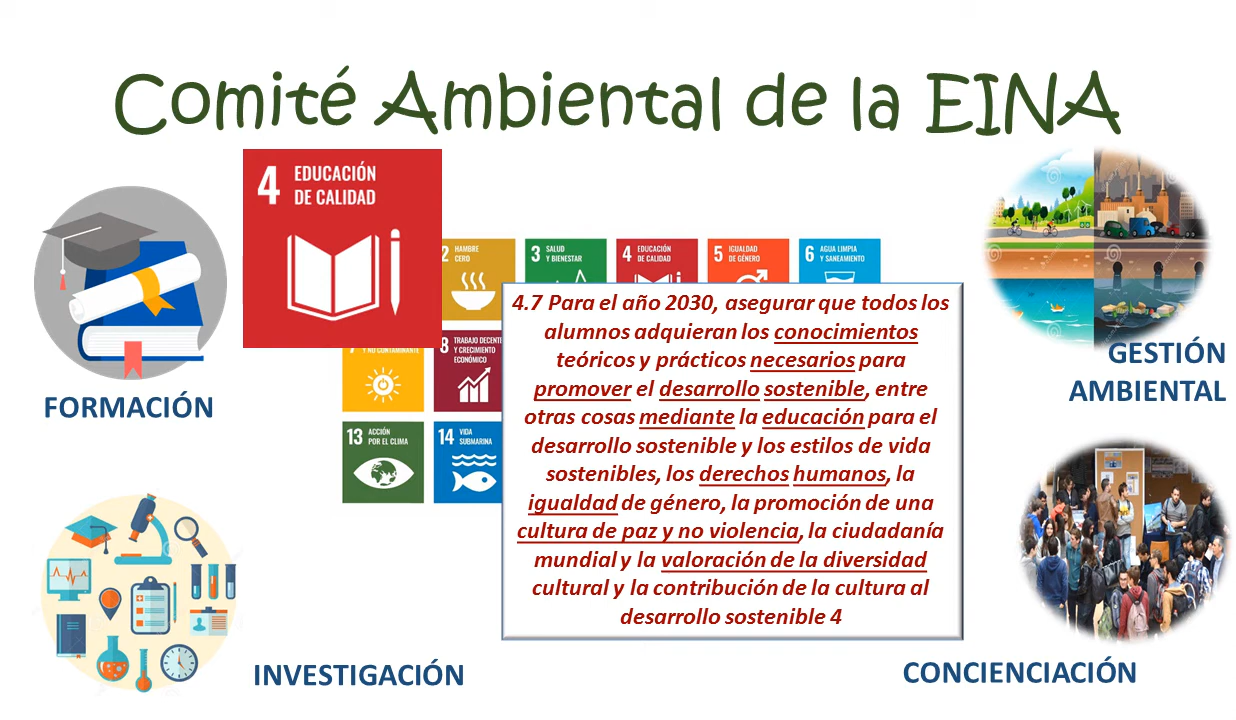 Comité Ambiental de la EINA
4 EDUCACIÓN
DE CALIDAD
2 HAMBRE
CERO
3 SALUD
Y BIENESTAR
4 EDUCACIÓN
DE CALIDAD
5 IGUALDAD
DE GÉNERO
6 AGUA LIMPIA
Y SANEAMIENTO
7
Y NO CONTAMINANTE
8 TRABAJO DECENTE
Y CRECIMIENTO
ECONÓMICO
13 ACCIÓN
POR EL CLIMA
14 VIDA
SUBMARINA
4.7 Para el año 2030, asegurar que todos los
alumnos adquieran los conocimientos
teóricos y prácticos necesarios para
promover el desarrollo sostenible, entre
otras cosas mediante la educación para el
desarrollo sostenible y los estilos de vida
sostenibles, los derechos humanos, la
igualdad de género, la promoción de una
cultura de paz y no violencia, la ciudadanía
mundial y la valoración de la diversidad
cultural y la contribución de la cultura al
desarrollo sostenible 4
FORMACIÓN
GESTIÓN
AMBIENTAL
INVESTIGACIÓN
CONCIENCIACIÓN